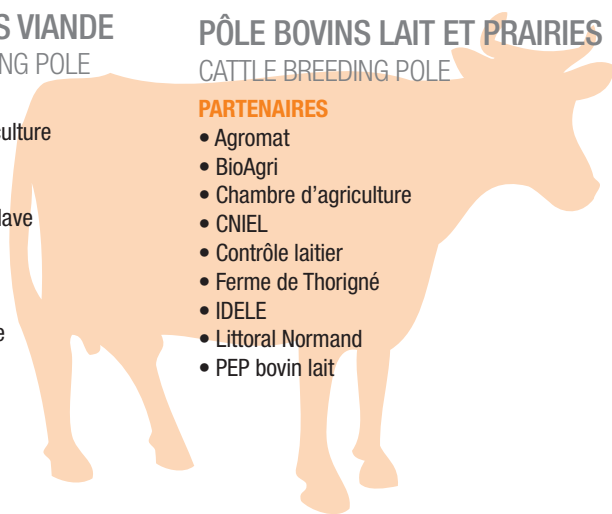 S VIANDE
NG POLE
culture
lave
e
PÔLE BOVINS LAIT ET PRAIRIES
CATTLE BREEDING POLE
PARTENAIRES
• Agromat
• BioAgri
• Chambre d'agriculture
• CNIEL
• Contrôle laitier
• Ferme de Thorigné
• IDELE
• Littoral Normand
• PEP bovin lait